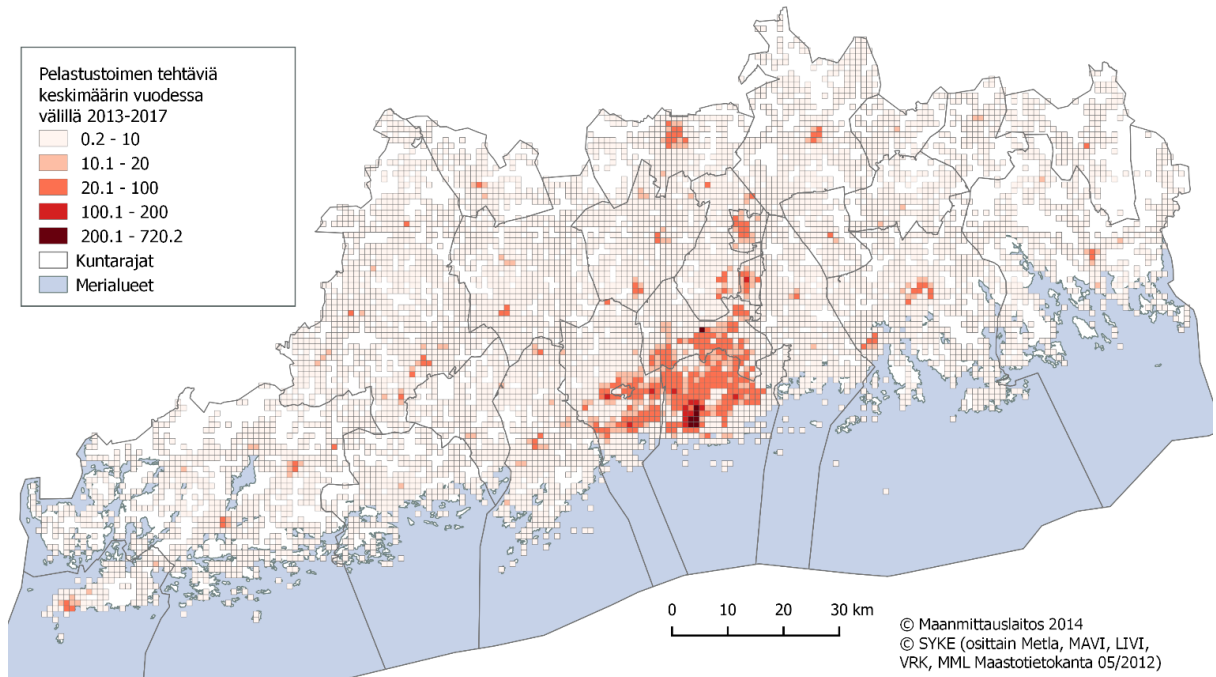 Pelastustoimen tehtäviä
keskimäärin vuodessa
välillä 2013-2017
0.2 - 10
10.1 - 20
20.1 - 100
100.1 - 200
200.1 - 720.2
Kuntarajat
Merialueet
0 10 20 30 km
© Maanmittauslaitos 2014
© SYKE (osittain Metla, MAVI, LIVI,
VRK, MML Maastotietokanta 05/2012)